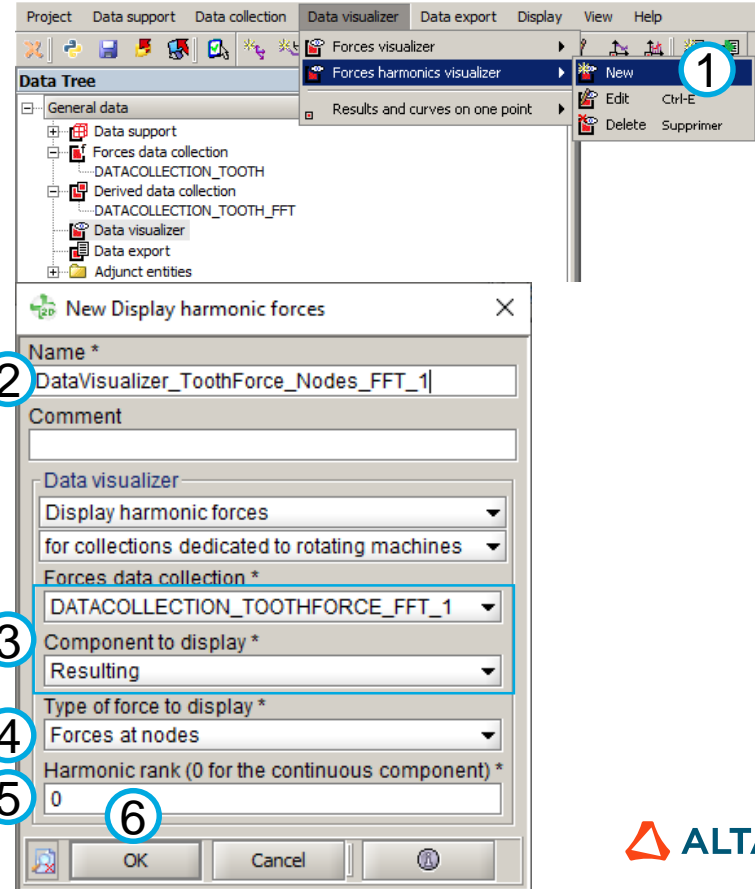 Project Data support Data collection Data visualizer Data export Display View Help
Forces visualizer
Data Tree
Forces harmonics visualizer
New
1
General data
Results and curves on one point
Edit Ctrl-E
Data support
Delete Supprimer
Forces data collection
DATACOLLECTION_TOOTH
Derived data collection
DATACOLLECTION_TOOTH_FFT
Data visualizer
Data export
Adjunct entities
2D New Display harmonic forces
Name *
2
DataVisualizer_ToothForce_Nodes_FFT_1
Comment
Data visualizer
Display harmonic forces
for collections dedicated to rotating machines
Forces data collection *
DATACOLLECTION_TOOTHFORCE_FFT_1
3
Component to display *
Resulting
Type of force to display *
4
Forces at nodes
Harmonic rank (0 for the continuous component) *
5
0
6
OK Cancel
ALTA